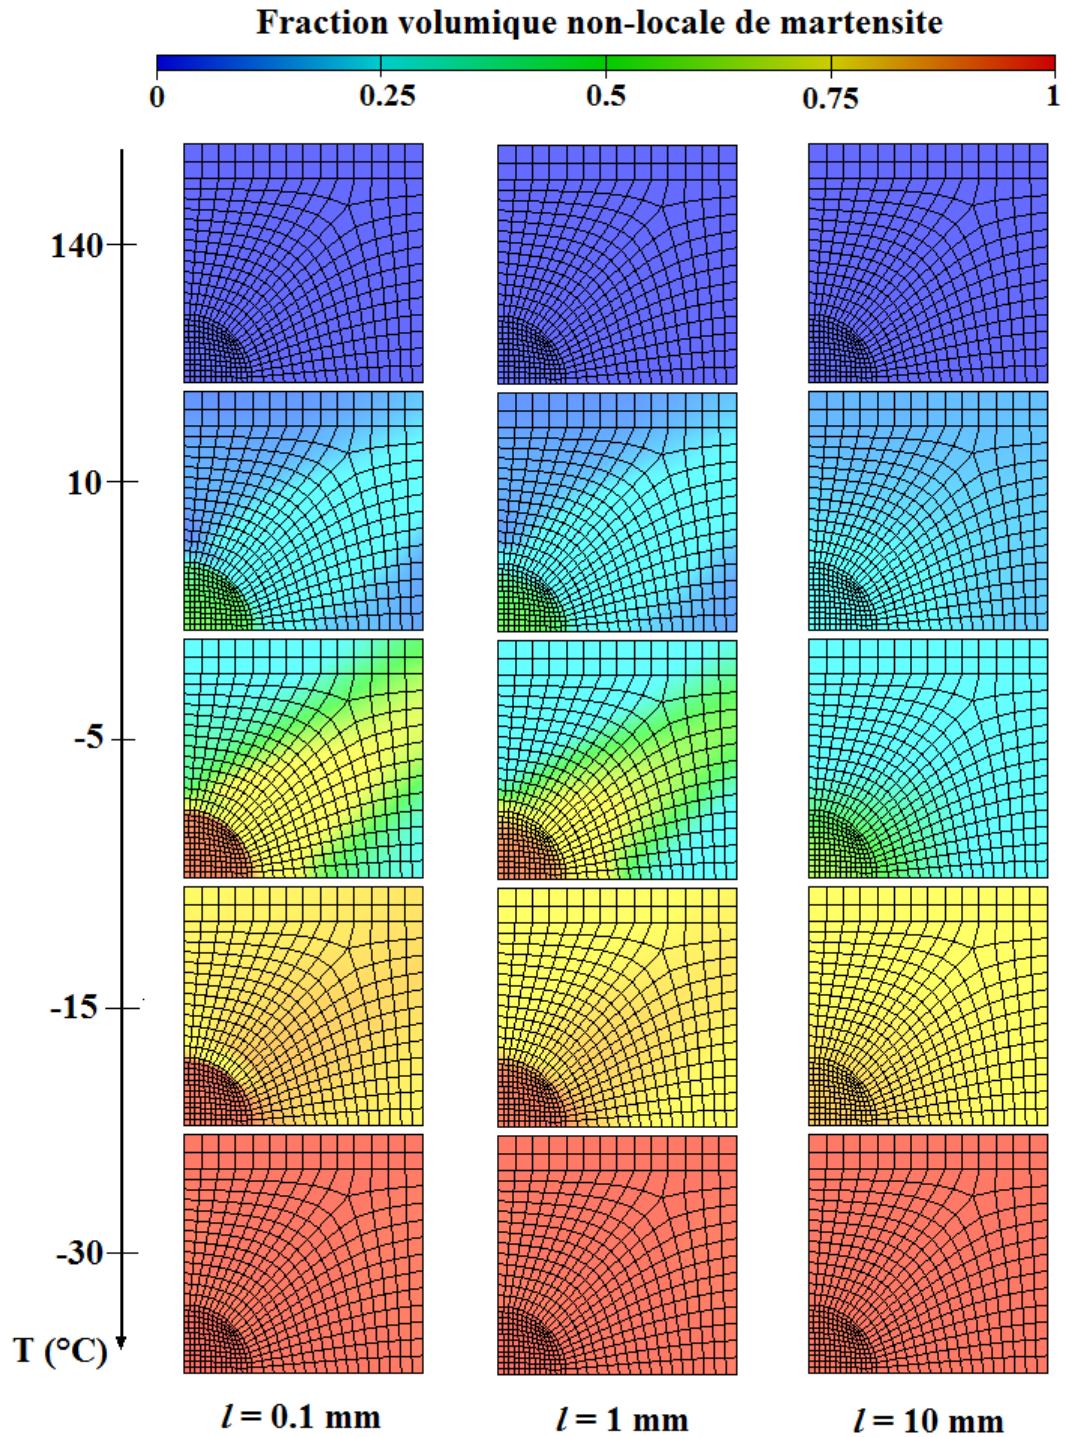 Fraction volumique non-locale de martensite
0 0.25 0.5 0.75 1
140
10
-5
-15
-30
T (°C)
l = 0.1 mm l = 1 mm l = 10 mm